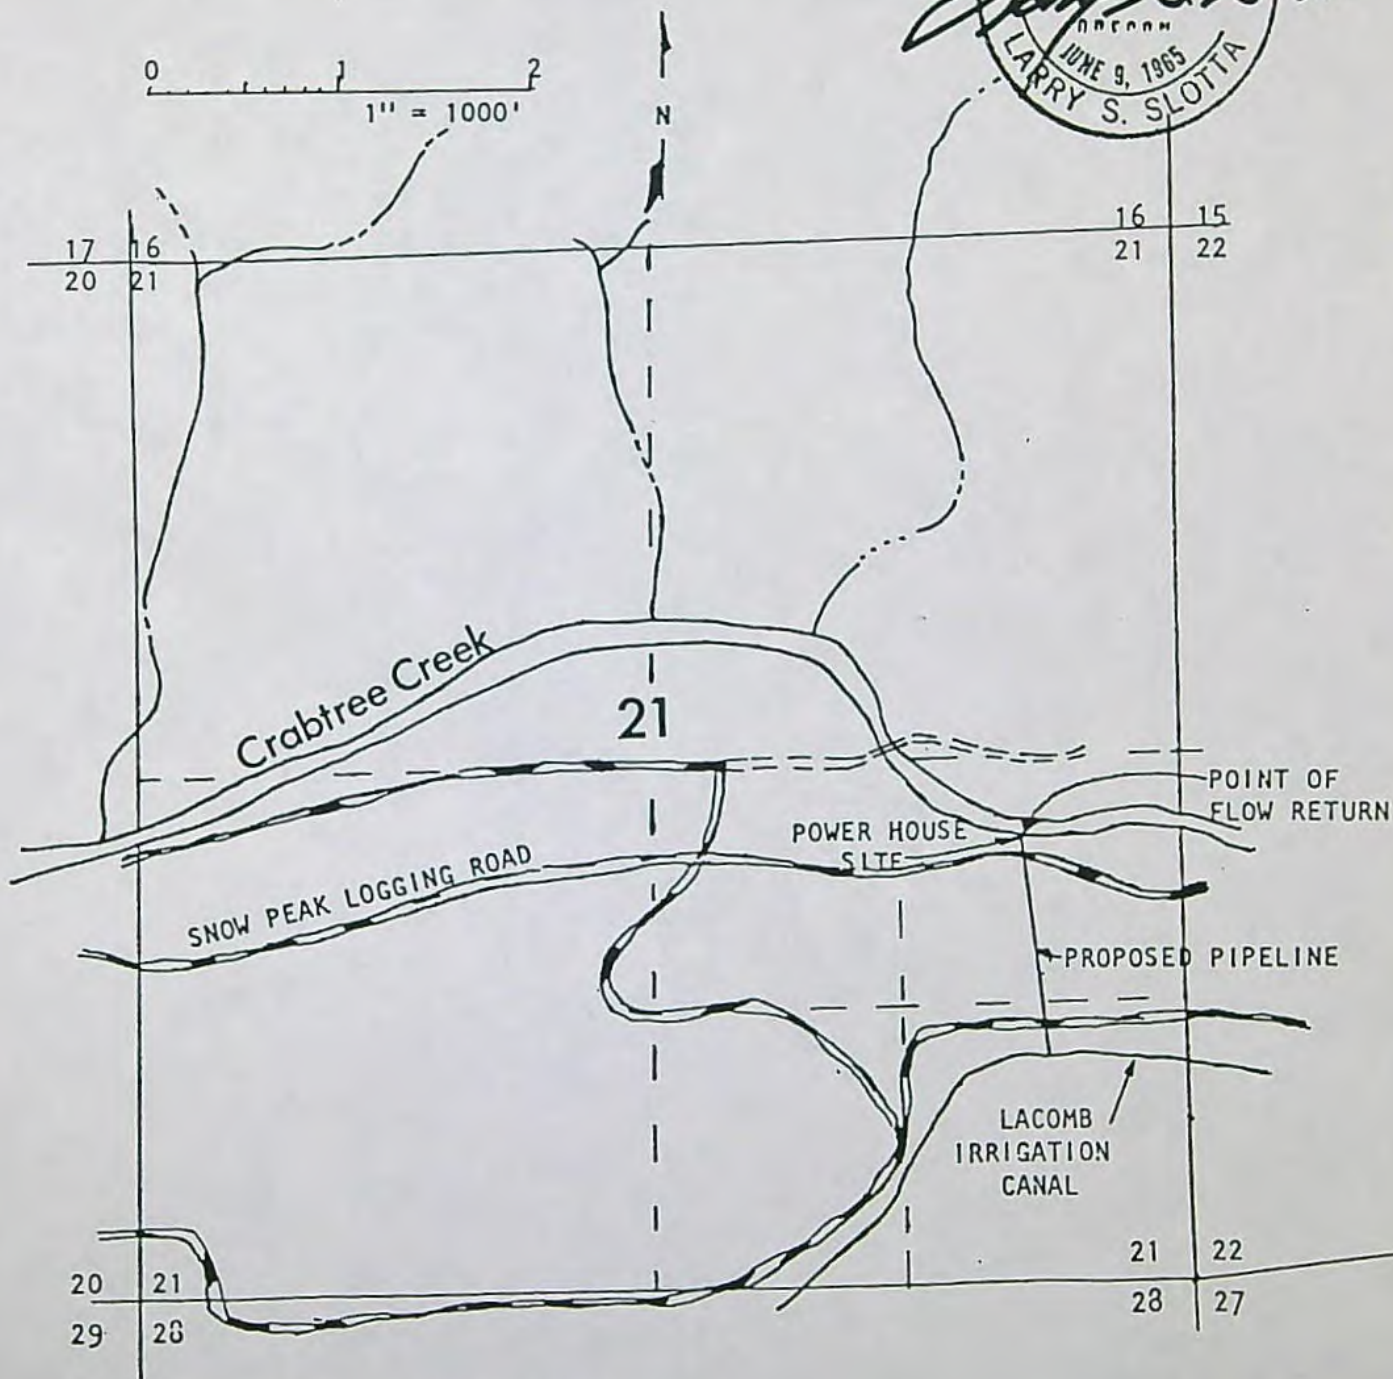 0 1 2
1" = 1000'
N
OREGON
JUNE 9, 1965
LARRY S. SLOTTA
17 16
20 21
16 15
21 22
Crabtree Creek
21
POINT OF
FLOW RETURN
POWER HOUSE
SITE
SNOW PEAK LOGGING ROAD
PROPOSED PIPELINE
LACOMB
IRRIGATION
CANAL
20 21
29 28
21 22
28 27